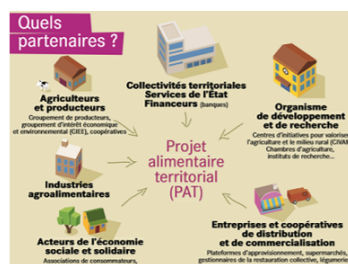 Quels
partenaires ?
Agriculteurs
et producteurs
Groupement de producteurs,
groupement d'intérêt économique
et environnemental (GIEE), coopératives
Collectivités territoriales
Services de l'État
Financeurs (banques)
Organisme
de développement
et de recherche
Centres d'initiatives pour valoriser
l'agriculture et le milieu rural (CIVAM
Chambres d'agriculture,
instituts de recherche...
Projet
alimentaire
territorial
(PAT)
Industries
agroalimentaires
Acteurs de l'économie
sociale et solidaire
Associations de consommateurs,
Entreprises et coopératives
de distribution
et de commercialisation
Plateformes d'approvisionnement, supermarchés,
gestionnaires de la restauration collective, légumerie